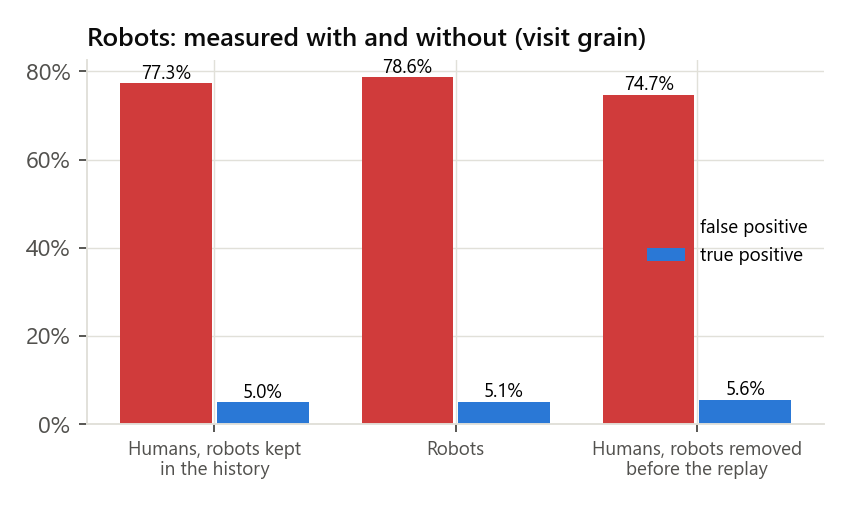 Robots: measured with and without (visit grain)
80%
60%
40%
20%
0%
77.3%
5.0%
78.6%
5.1%
74.7%
5.6%
false positive
true positive
Humans, robots kept
in the history
Robots
Humans, robots removed
before the replay